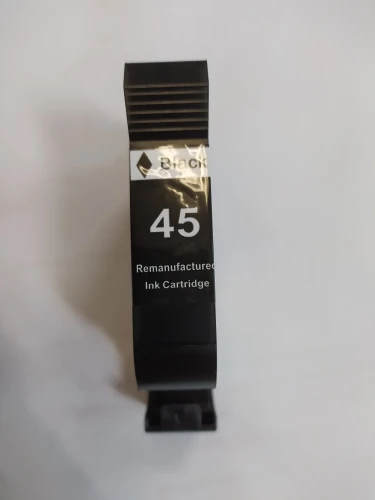 Black
45
Remanufactured
Ink Cartridge